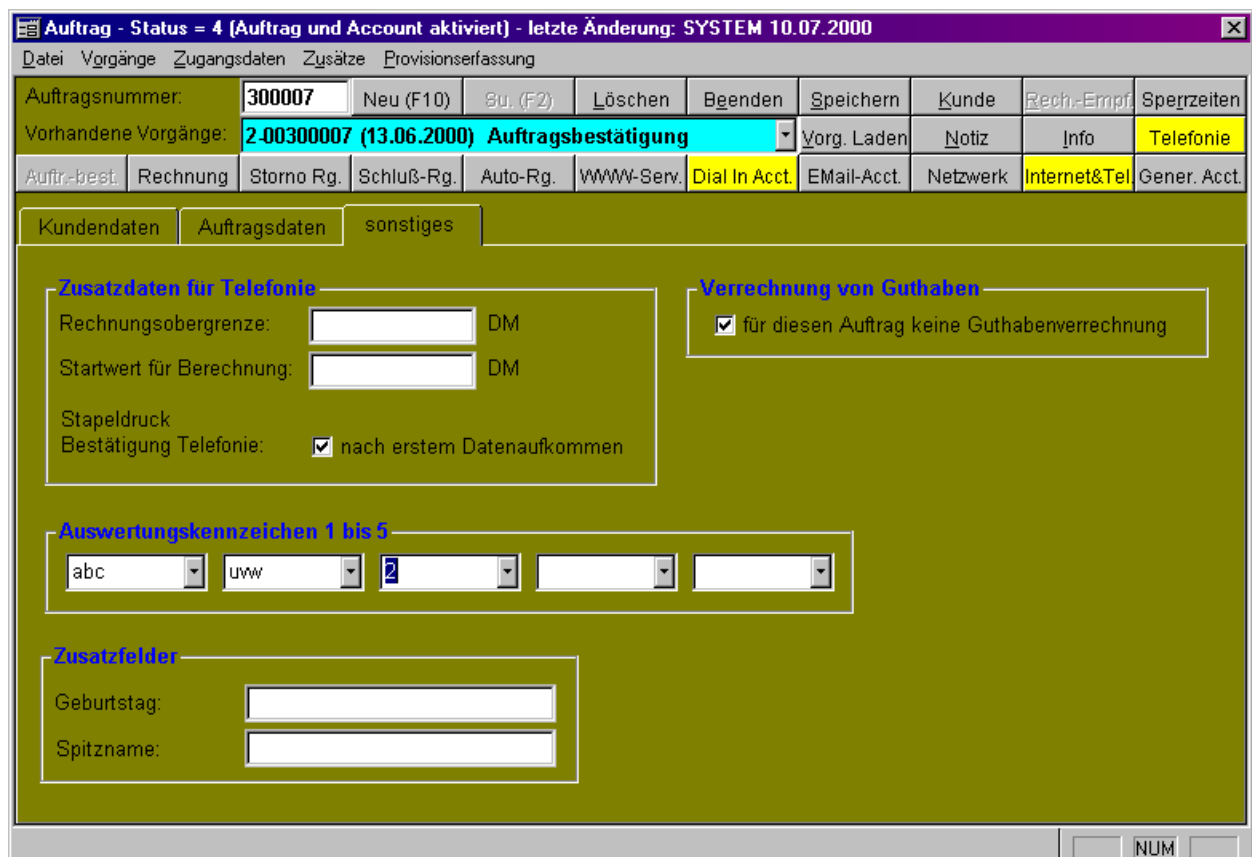 Auftrag - Status = 4 (Auftrag und Account aktiviert) - letzte Änderung: SYSTEM 10.07.2000
Datei Vorgänge Zugangsdaten Zusätze Provisionserfassung
Auftragsnummer: 300007 Neu (F10) Su. (F2) Löschen Beenden Speichern Kunde Rech.-Empf. Sperrzeiten
Vorhandene Vorgänge: 2-00300007 (13.06.2000) Auftragsbestätigung Vorg. Laden Notiz Info Telefonie
Auftr.-best. Rechnung Storno Rg. Schluß-Rg. Auto-Rg. WWW-Serv. Dial In Acct. EMail-Acct. Netzwerk Internet&Tel. Gener. Acct.
Kundendaten Auftragsdaten sonstiges
Zusatzdaten für Telefonie Verrechnung von Guthaben
Rechnungsobergrenze: DM für diesen Auftrag keine Guthabenverrechnung
Startwert für Berechnung: DM
Stapeldruck
Bestätigung Telefonie: nach erstem Datenaufkommen
Auswertungskennzeichen 1 bis 5
abc uvw 2
Zusatzfelder
Geburtstag:
Spitzname:
NUM